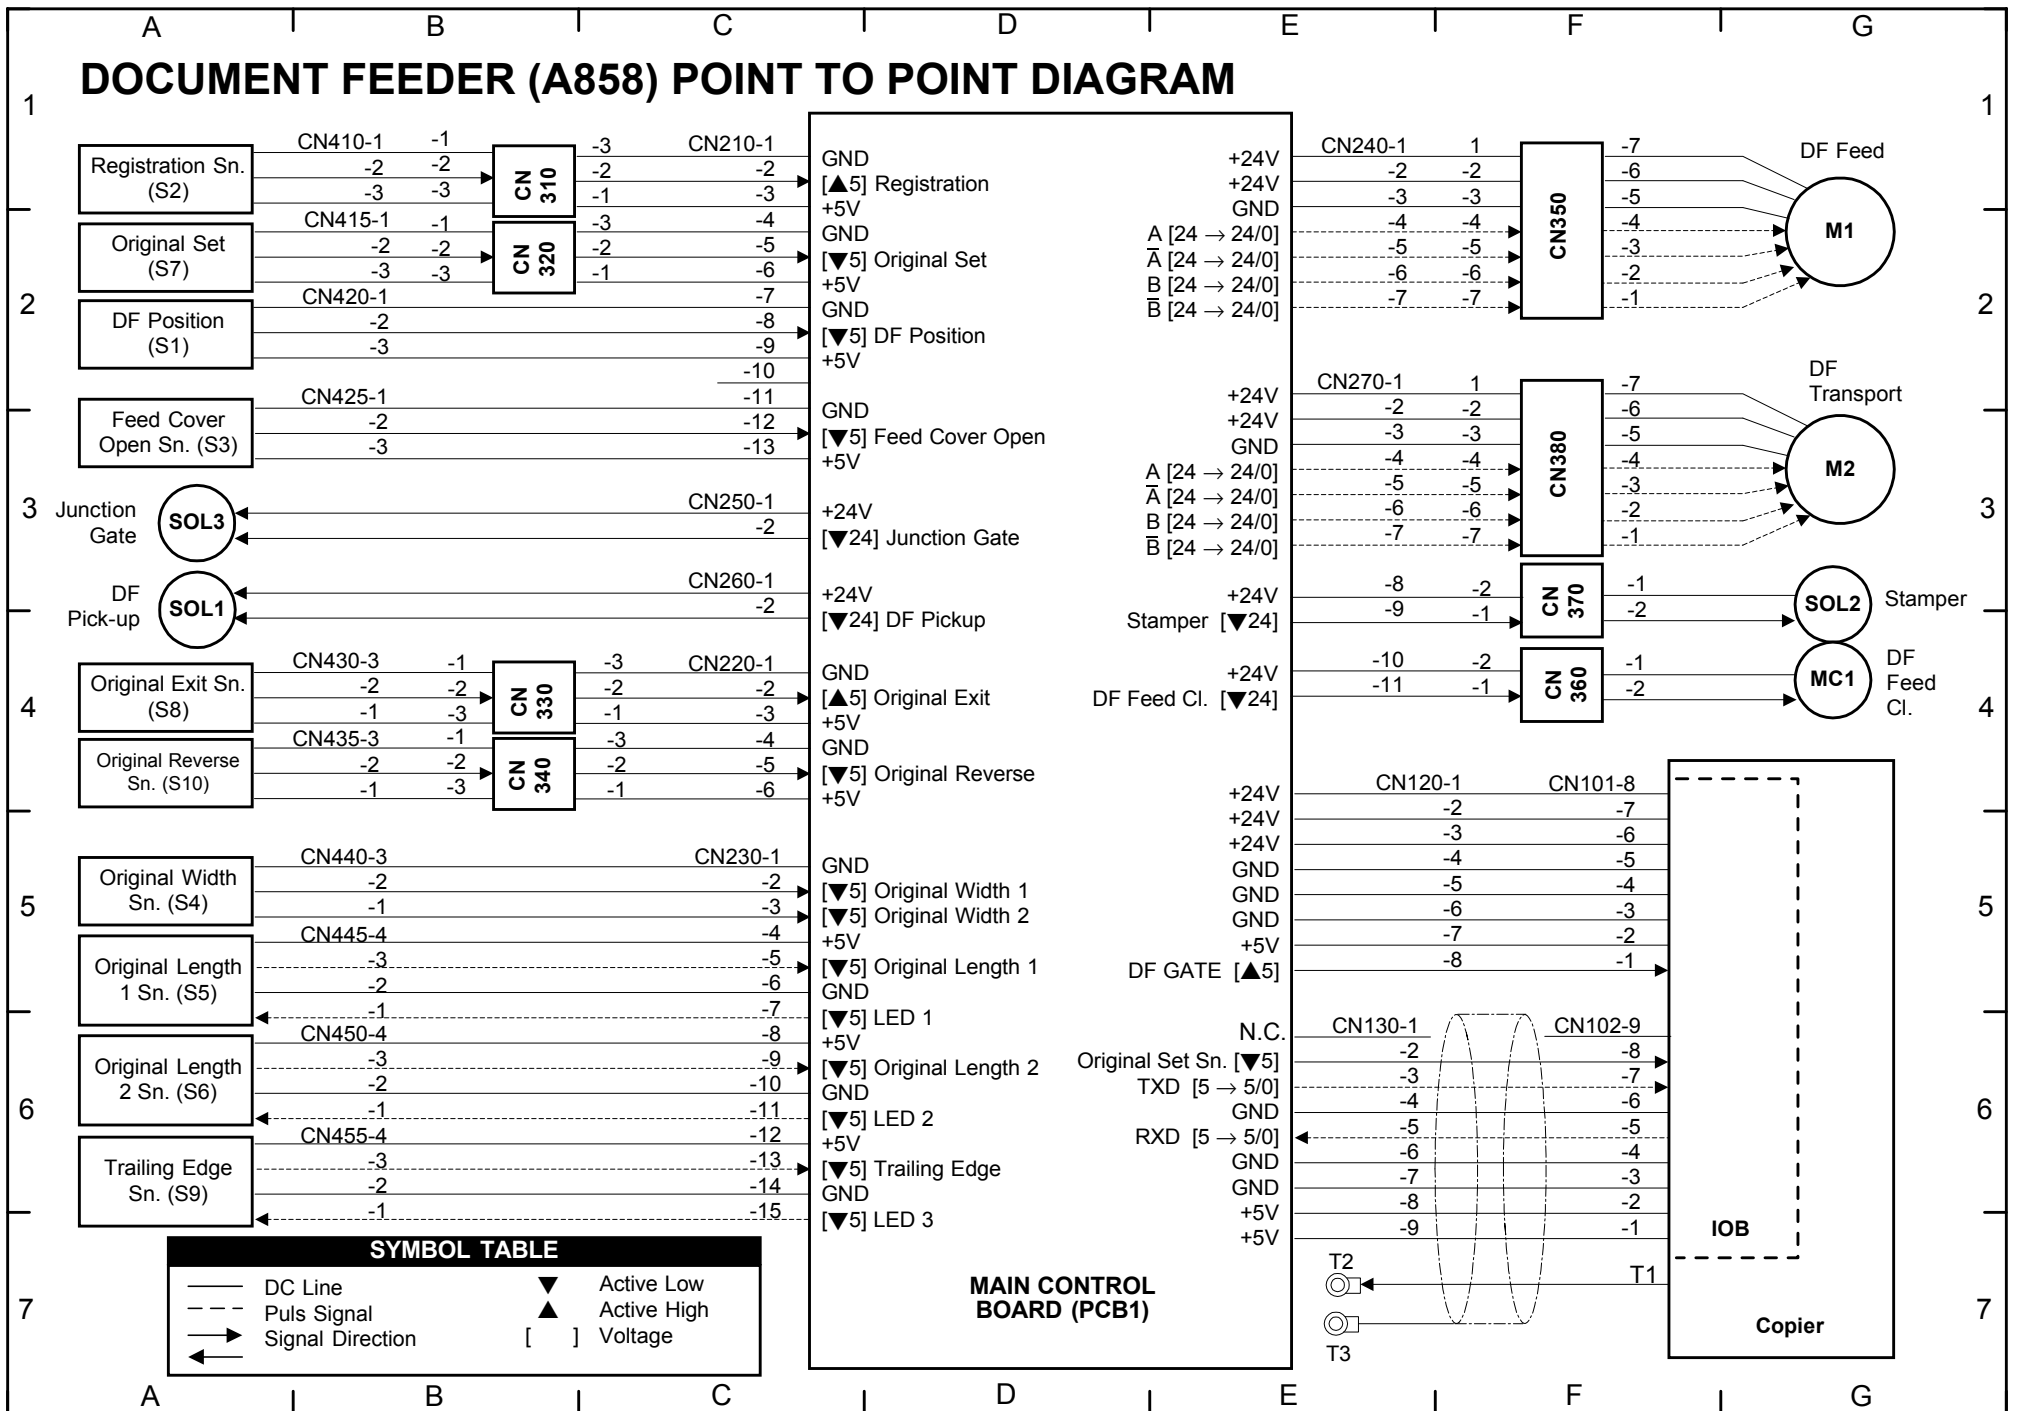 A B C D E F G
DOCUMENT FEEDER (A858) POINT TO POINT DIAGRAM
1 1
2 2
3 3
4 4
5 5
6 6
7 7
Registration Sn.
(S2)
CN410-1 -1
-2 -2
-3 -3
CN
310
-3 CN210-1
-2 -2
-1 -3
GND
[▲5] Registration
+5V
Original Set
(S7)
CN415-1 -1
-2 -2
-3 -3
CN
320
-3 -4
-2 -5
-1 -6
GND
[▼5] Original Set
+5V
DF Position
(S1)
CN420-1 -7
-2 -8
-3 -9
-10
GND
[▼5] DF Position
+5V
Feed Cover
Open Sn. (S3)
CN425-1 -11
-2 -12
-3 -13
GND
[▼5] Feed Cover Open
+5V
Junction
Gate
SOL3
CN250-1
-2
+24V
[▼24] Junction Gate
DF
Pick-up
SOL1
CN260-1
-2
+24V
[▼24] DF Pickup
Original Exit Sn.
(S8)
CN430-3 -1
-2 -2
-1 -3
CN
330
-3 CN220-1
-2 -2
-1 -3
GND
[▲5] Original Exit
+5V
Original Reverse
Sn. (S10)
CN435-3 -1
-2 -2
-1 -3
CN
340
-3 -4
-2 -5
-1 -6
GND
[▼5] Original Reverse
+5V
Original Width
Sn. (S4)
CN440-3 CN230-1
-2 -2
-1 -3
GND
[▼5] Original Width 1
[▼5] Original Width 2
Original Length
1 Sn. (S5)
CN445-4 -4
-3 -5
-2 -6
-1 -7
+5V
[▼5] Original Length 1
GND
[▼5] LED 1
Original Length
2 Sn. (S6)
CN450-4 -8
-3 -9
-2 -10
-1 -11
+5V
[▼5] Original Length 2
GND
[▼5] LED 2
Trailing Edge
Sn. (S9)
CN455-4 -12
-3 -13
-2 -14
-1 -15
+5V
[▼5] Trailing Edge
GND
[▼5] LED 3
+24V CN240-1 1
+24V -2 -2
GND -3 -3
A [24 → 24/0] -4 -4
A̅ [24 → 24/0] -5 -5
B [24 → 24/0] -6 -6
B̅ [24 → 24/0] -7 -7
CN350
-7
-6
-5
-4
-3
-2
-1
DF Feed
M1
+24V CN270-1 1
+24V -2 -2
GND -3 -3
A [24 → 24/0] -4 -4
A̅ [24 → 24/0] -5 -5
B [24 → 24/0] -6 -6
B̅ [24 → 24/0] -7 -7
CN380
-7
-6
-5
-4
-3
-2
-1
DF
Transport
M2
+24V -8 -2
Stamper [▼24] -9 -1
CN
370
-1
-2
SOL2
Stamper
+24V -10 -2
DF Feed Cl. [▼24] -11 -1
CN
360
-1
-2
MC1
DF
Feed
Cl.
+24V CN120-1 CN101-8
+24V -2 -7
+24V -3 -6
GND -4 -5
GND -5 -4
GND -6 -3
+5V -7 -2
DF GATE [▲5] -8 -1
N.C. CN130-1 CN102-9
Original Set Sn. [▼5] -2 -8
TXD [5 → 5/0] -3 -7
GND -4 -6
RXD [5 → 5/0] -5 -5
GND -6 -4
GND -7 -3
+5V -8 -2
+5V -9 -1
T2 T1
T3
IOB
Copier
MAIN CONTROL
BOARD (PCB1)
SYMBOL TABLE
DC Line ▼ Active Low
Puls Signal ▲ Active High
Signal Direction [ ] Voltage
A B C D E F G